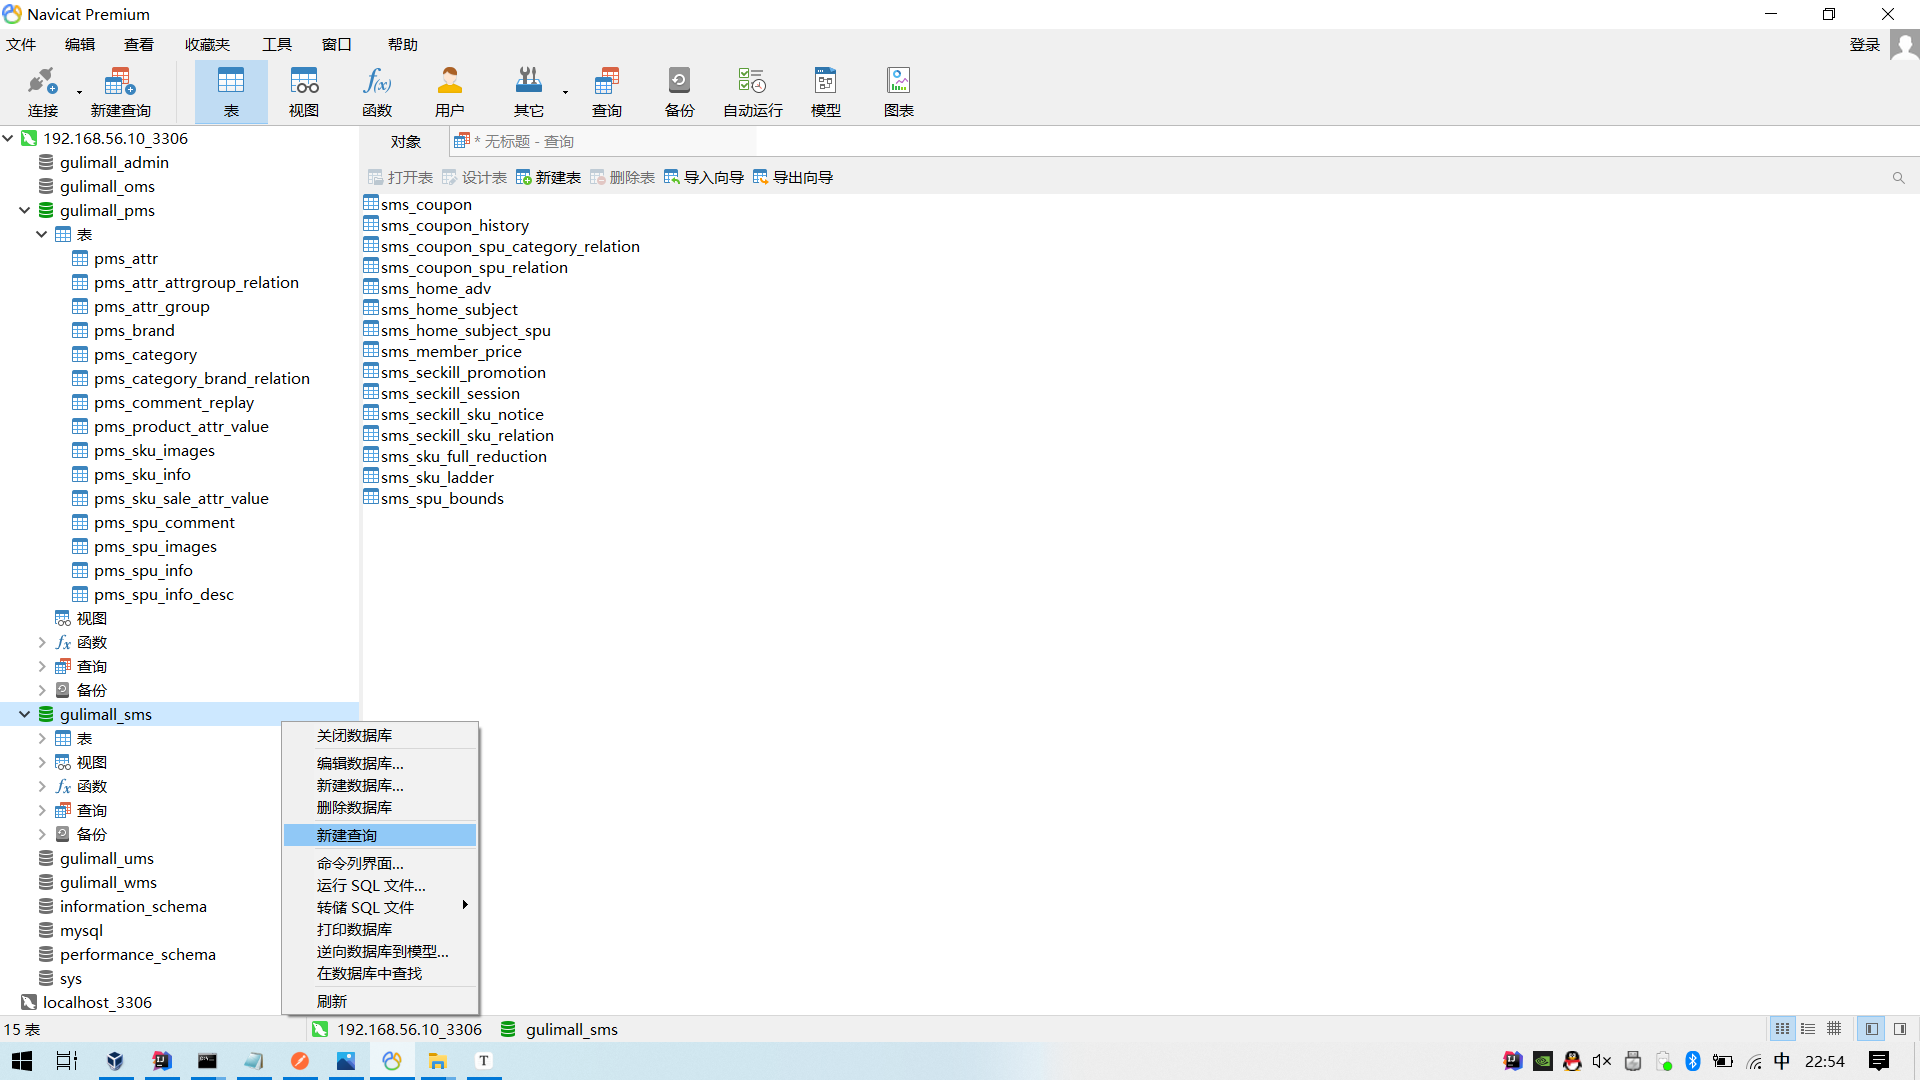 Navicat Premium
文件 编辑 查看 收藏夹 工具 窗口 帮助 登录
连接 新建查询 表 视图 函数 用户 其它 查询 备份 自动运行 模型 图表
192.168.56.10_3306
gulimall_admin
gulimall_oms
gulimall_pms
表
pms_attr
pms_attr_attrgroup_relation
pms_attr_group
pms_brand
pms_category
pms_category_brand_relation
pms_comment_replay
pms_product_attr_value
pms_sku_images
pms_sku_info
pms_sku_sale_attr_value
pms_spu_comment
pms_spu_images
pms_spu_info
pms_spu_info_desc
视图
函数
查询
备份
gulimall_sms
表
视图
函数
查询
备份
gulimall_ums
gulimall_wms
information_schema
mysql
performance_schema
sys
localhost_3306
对象 * 无标题 - 查询
打开表 设计表 新建表 删除表 导入向导 导出向导
sms_coupon
sms_coupon_history
sms_coupon_spu_category_relation
sms_coupon_spu_relation
sms_home_adv
sms_home_subject
sms_home_subject_spu
sms_member_price
sms_seckill_promotion
sms_seckill_session
sms_seckill_sku_notice
sms_seckill_sku_relation
sms_sku_full_reduction
sms_sku_ladder
sms_spu_bounds
关闭数据库
编辑数据库...
新建数据库...
删除数据库
新建查询
命令列界面...
运行 SQL 文件...
转储 SQL 文件
打印数据库
逆向数据库到模型...
在数据库中查找
刷新
15 表 192.168.56.10_3306 gulimall_sms
T 中 22:54